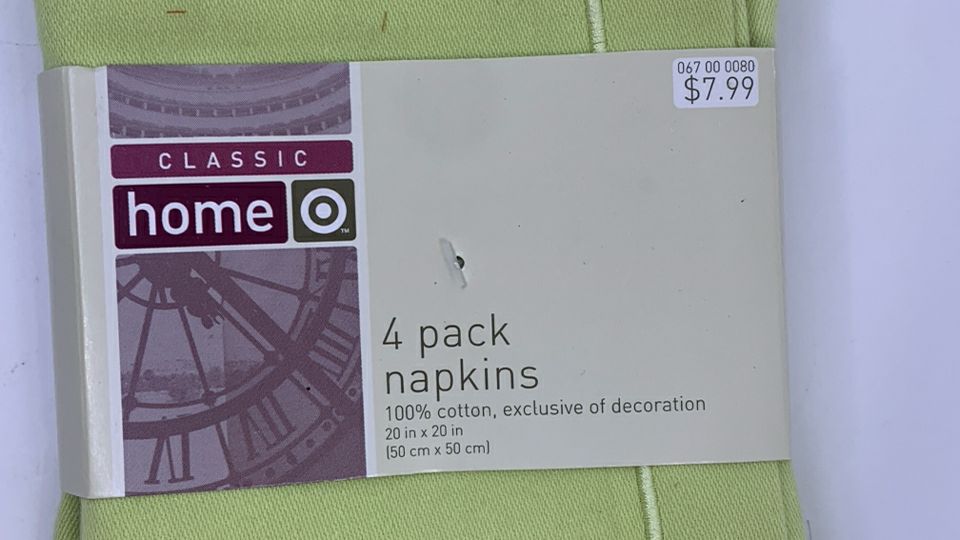 067 00 0080
$7.99
CLASSIC
home
TM
4 pack
napkins
100% cotton, exclusive of decoration
20 in x 20 in
(50 cm x 50 cm)